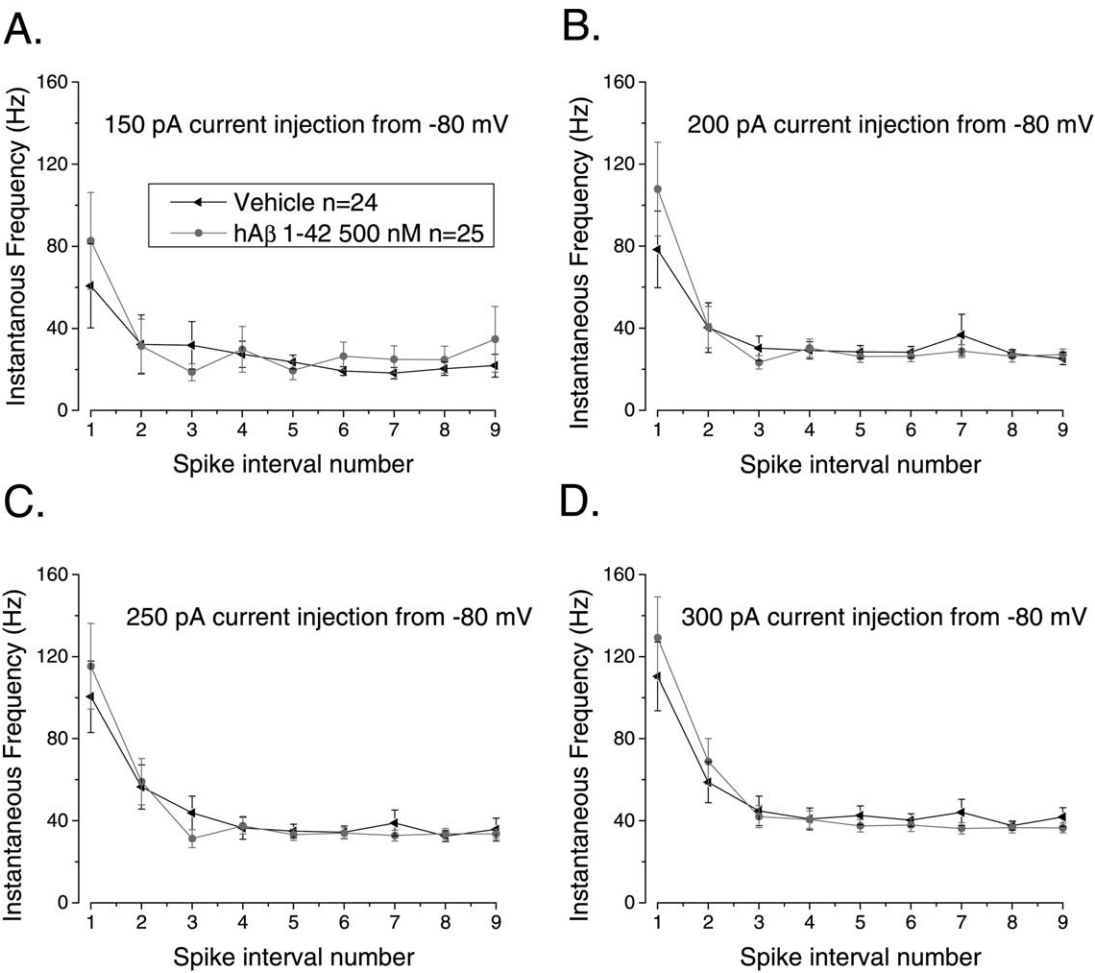 A.
Instantanous Frequency (Hz)
160
120
80
40
0
150 pA current injection from -80 mV
Vehicle n=24
hAβ 1-42 500 nM n=25
1 2 3 4 5 6 7 8 9
Spike interval number
B.
Instantaneous Frequency (Hz)
160
120
80
40
0
200 pA current injection from -80 mV
1 2 3 4 5 6 7 8 9
Spike interval number
C.
Instantaneous Frequency (Hz)
160
120
80
40
0
250 pA current injection from -80 mV
1 2 3 4 5 6 7 8 9
Spike interval number
D.
Instantaneous Frequency (Hz)
160
120
80
40
0
300 pA current injection from -80 mV
1 2 3 4 5 6 7 8 9
Spike interval number